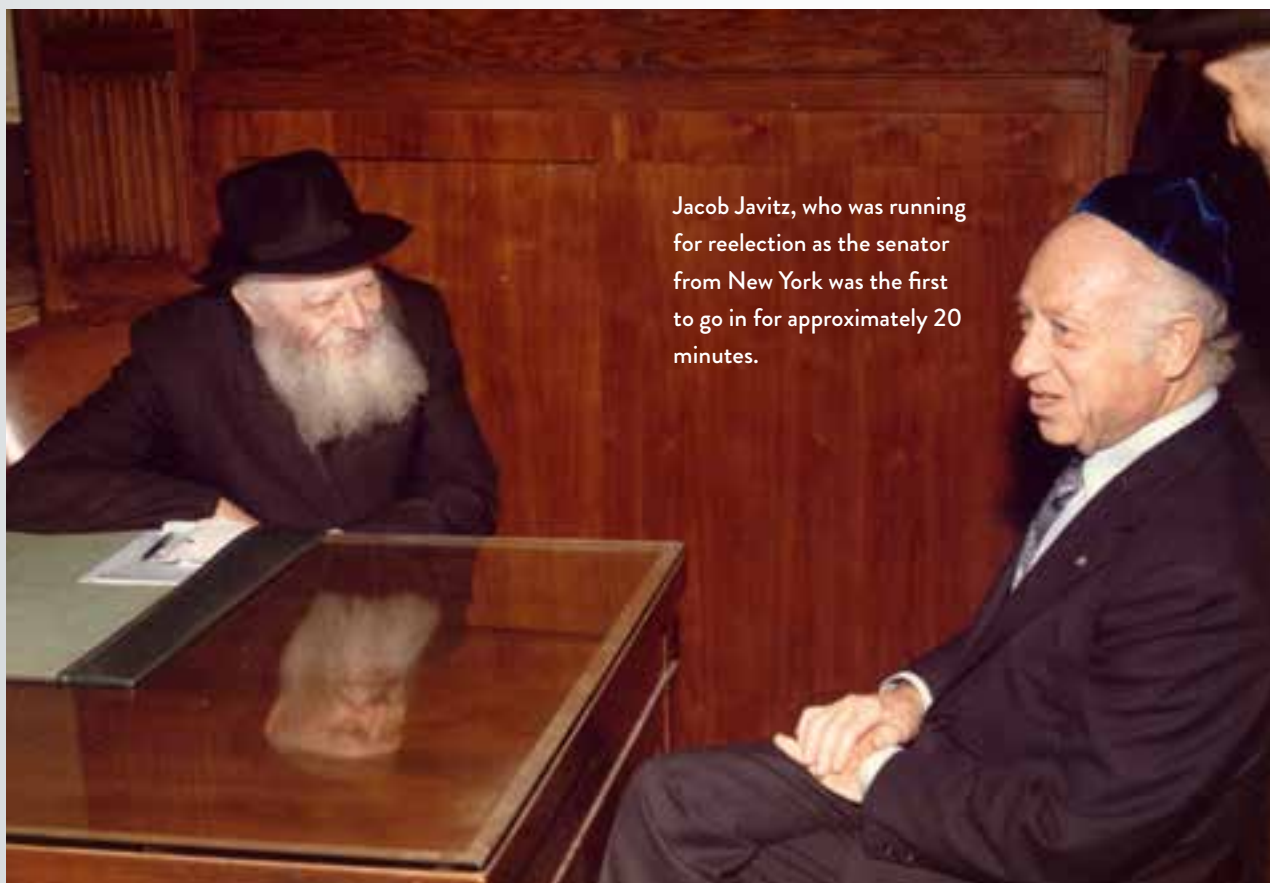 Jacob Javitz, who was running
for reelection as the senator
from New York was the first
to go in for approximately 20
minutes.